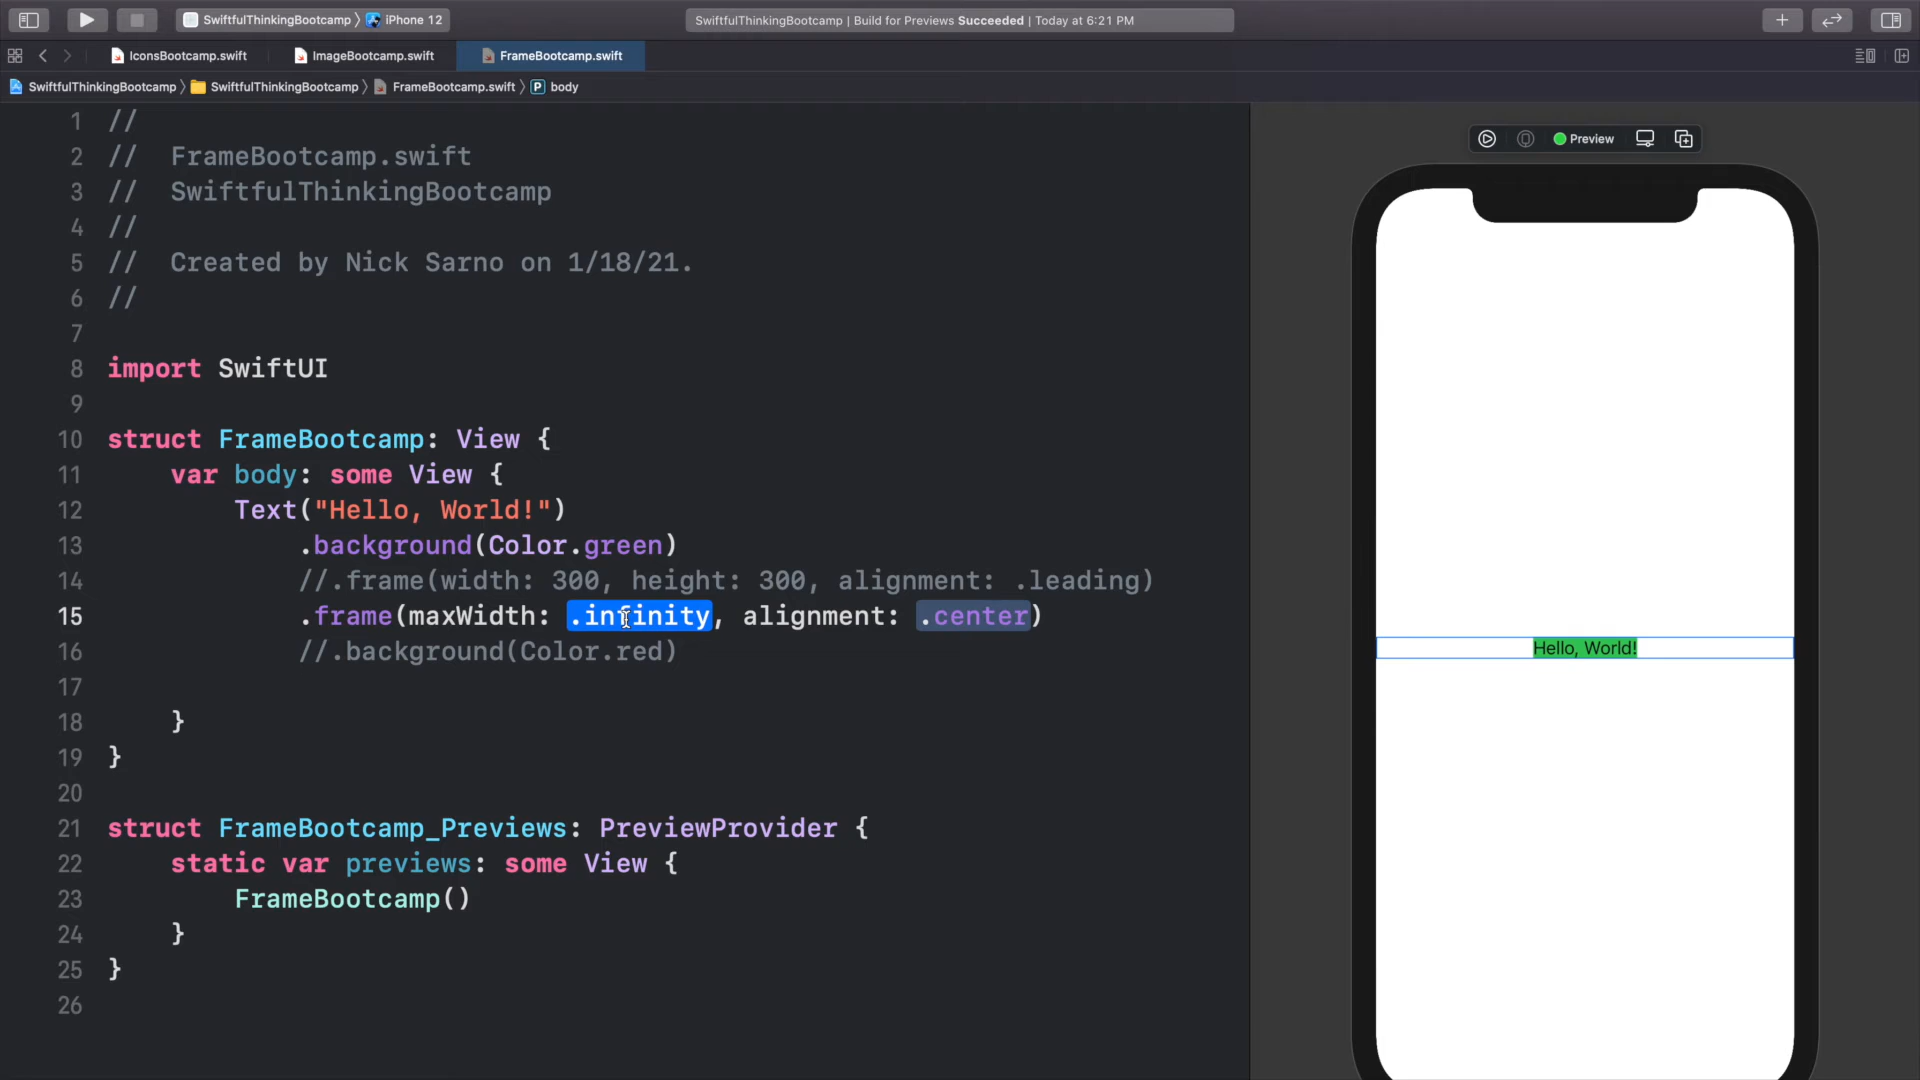 SwiftfulThinkingBootcamp 〉 iPhone 12
SwiftfulThinkingBootcamp | Build for Previews Succeeded | Today at 6:21 PM
IconsBootcamp.swift
ImageBootcamp.swift
FrameBootcamp.swift
SwiftfulThinkingBootcamp 〉 SwiftfulThinkingBootcamp 〉 FrameBootcamp.swift 〉 P body
1 //
2 //  FrameBootcamp.swift
3 //  SwiftfulThinkingBootcamp
4 //
5 //  Created by Nick Sarno on 1/18/21.
6 //
7
8 import SwiftUI
9
10 struct FrameBootcamp: View {
11     var body: some View {
12         Text("Hello, World!")
13             .background(Color.green)
14             //.frame(width: 300, height: 300, alignment: .leading)
15             .frame(maxWidth: .infinity, alignment: .center)
16             //.background(Color.red)
17
18     }
19 }
20
21 struct FrameBootcamp_Previews: PreviewProvider {
22     static var previews: some View {
23         FrameBootcamp()
24     }
25 }
26
Preview
Hello, World!